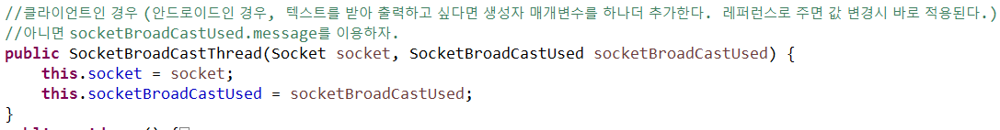 //클라이언트인 경우 (안드로이드인 경우, 텍스트를 받아 출력하고 싶다면 생성자 매개변수를 하나더 추가한다. 레퍼런스로 주면 값 변경시 바로 적용된다.)
//아니면 socketBroadCastUsed.message를 이용하자.
public SocketBroadCastThread(Socket socket, SocketBroadCastUsed socketBroadCastUsed) {
    this.socket = socket;
    this.socketBroadCastUsed = socketBroadCastUsed;
}